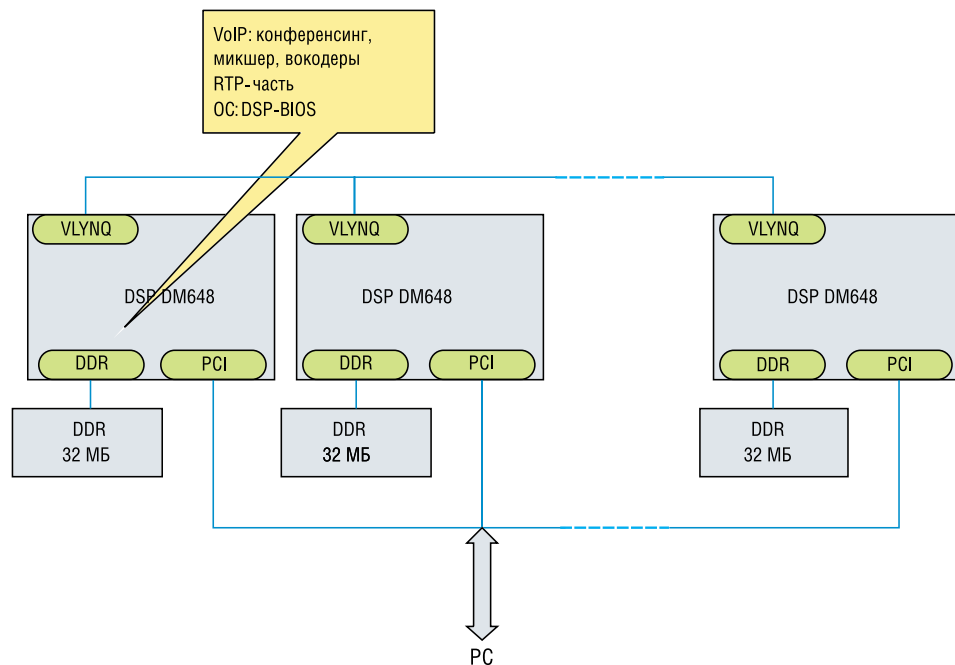 VoIP: конференсинг,
микшер, вокодеры
RTP-часть
ОС: DSP-BIOS
VLYNQ
VLYNQ
VLYNQ
DSP DM648
DSP DM648
DSP DM648
DDR
PCI
DDR
PCI
DDR
PCI
DDR
32 МБ
DDR
32 МБ
DDR
32 МБ
PC